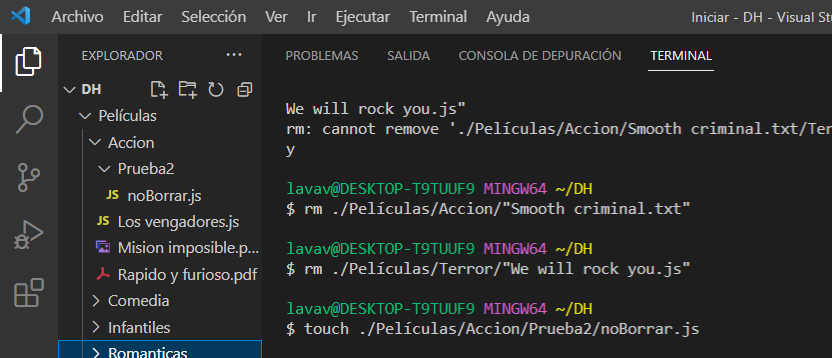 Archivo Editar Selección Ver Ir Ejecutar Terminal Ayuda Iniciar - DH - Visual Stu
EXPLORADOR ...
DH
Películas
Accion
Prueba2
JS noBorrar.js
JS Los vengadores.js
Mision imposible.p...
Rapido y furioso.pdf
Comedia
Infantiles
Romanticas
PROBLEMAS SALIDA CONSOLA DE DEPURACIÓN TERMINAL
We will rock you.js"
rm: cannot remove './Películas/Accion/Smooth criminal.txt/Ter
y
lavav@DESKTOP-T9TUUF9 MINGW64 ~/DH
$ rm ./Películas/Accion/"Smooth criminal.txt"
lavav@DESKTOP-T9TUUF9 MINGW64 ~/DH
$ rm ./Películas/Terror/"We will rock you.js"
lavav@DESKTOP-T9TUUF9 MINGW64 ~/DH
$ touch ./Películas/Accion/Prueba2/noBorrar.js